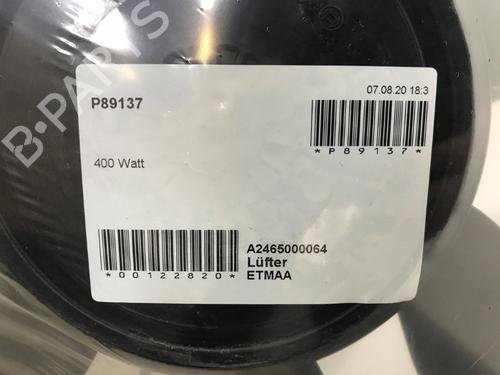 B-PARTS
P89137
07.08.20 18:3
*P89137*
400 Watt
*00122820*
A2465000064
Lüfter
ETMAA